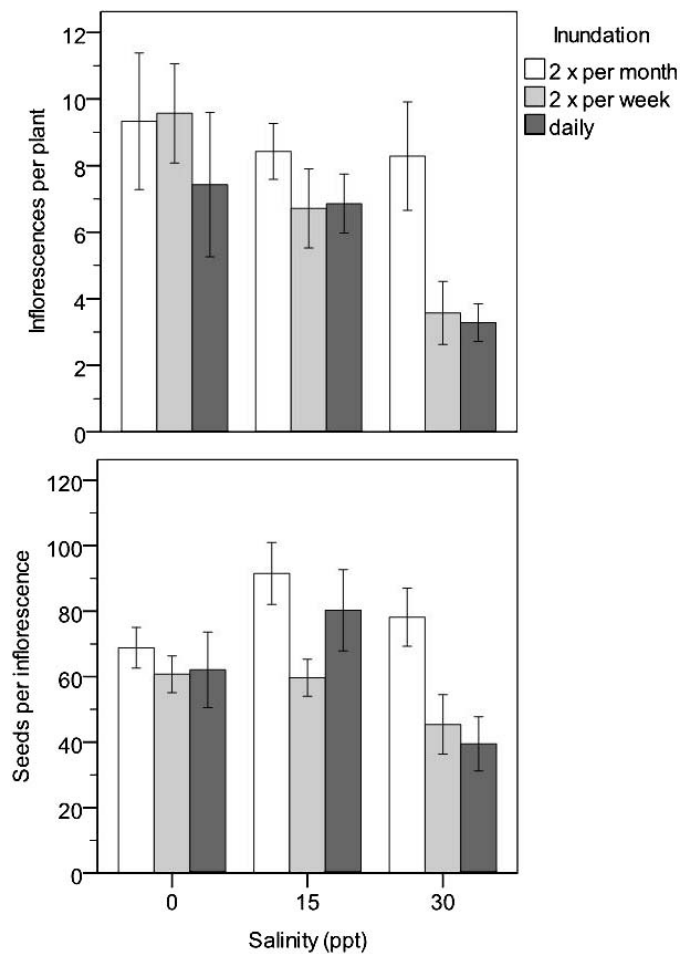 Inundation
2 x per month
2 x per week
daily
Inflorescences per plant
12
10
8
6
4
2
0
Seeds per inflorescence
120
100
80
60
40
20
0
0 15 30
Salinity (ppt)